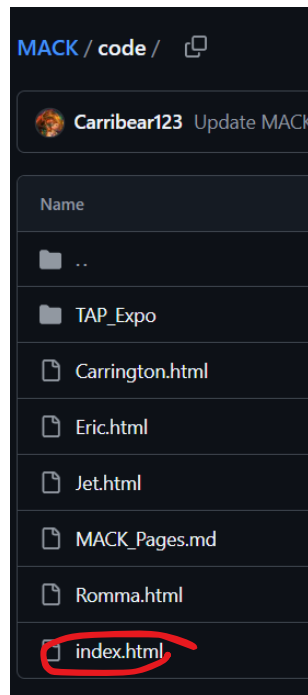 MACK / code /
Carribear123 Update MACK
Name
..
TAP_Expo
Carrington.html
Eric.html
Jet.html
MACK_Pages.md
Romma.html
index.html